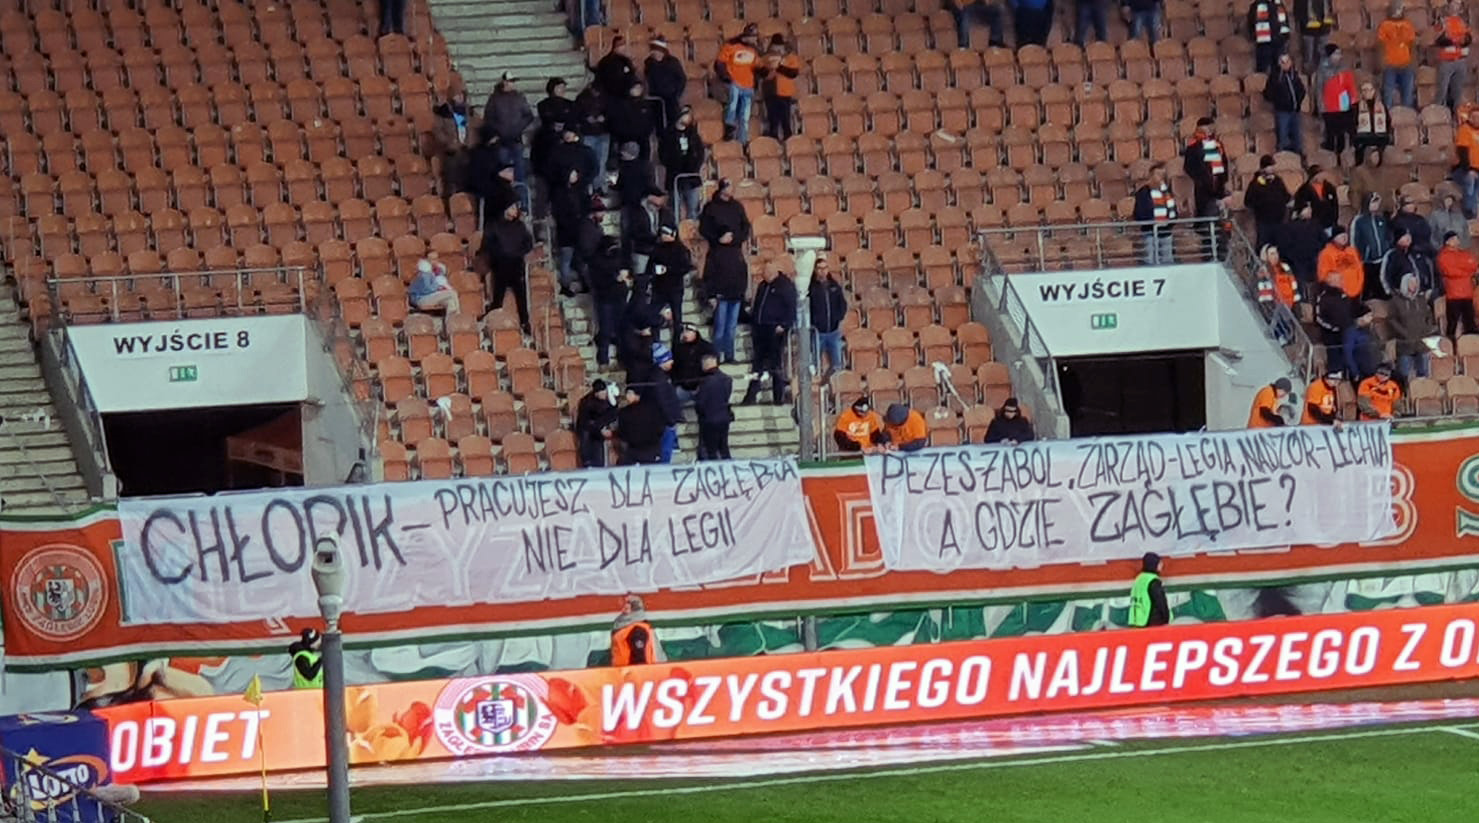 WYJŚCIE 8
WYJŚCIE 7
CHŁOPIK – PRACUJESZ DLA ZAGŁĘBIA
NIE DLA LEGII
PEZES-ŻABOL, ZARZĄD-LEGIA, NADZÓR-LECHIA
A GDZIE ZAGŁĘBIE?
OBIET
WSZYSTKIEGO NAJLEPSZEGO Z O
LOTTO